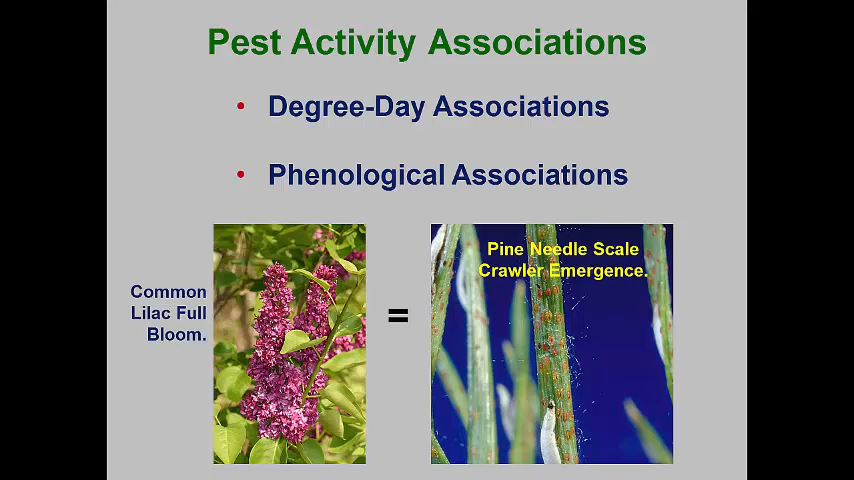 Pest Activity Associations
• Degree-Day Associations
• Phenological Associations
Common
Lilac Full
Bloom.
=
Pine Needle Scale
Crawler Emergence.